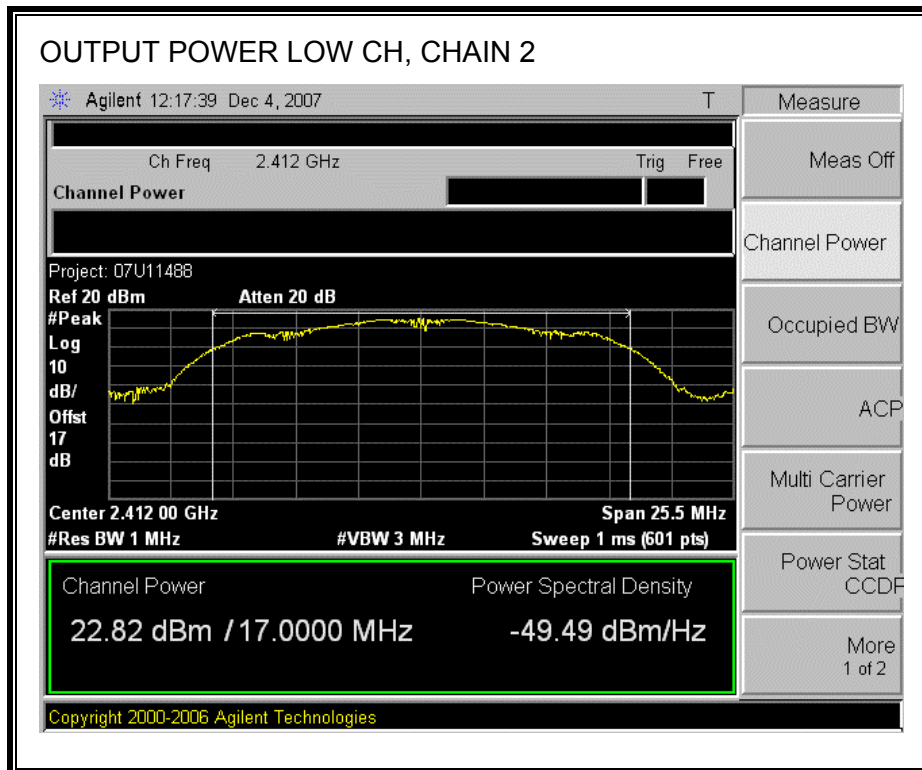 OUTPUT POWER LOW CH, CHAIN 2
Agilent 12:17:39 Dec 4, 2007 T
Measure
Ch Freq 2.412 GHz Trig Free
Channel Power
Project: 07U11488
Ref 20 dBm Atten 20 dB
#Peak
Log
10
dB/
Offst
17
dB
Center 2.412 00 GHz Span 25.5 MHz
#Res BW 1 MHz #VBW 3 MHz Sweep 1 ms (601 pts)
Channel Power Power Spectral Density
22.82 dBm / 17.0000 MHz -49.49 dBm/Hz
Copyright 2000-2006 Agilent Technologies
Meas Off
Channel Power
Occupied BW
ACP
Multi Carrier
Power
Power Stat
CCDF
More
1 of 2